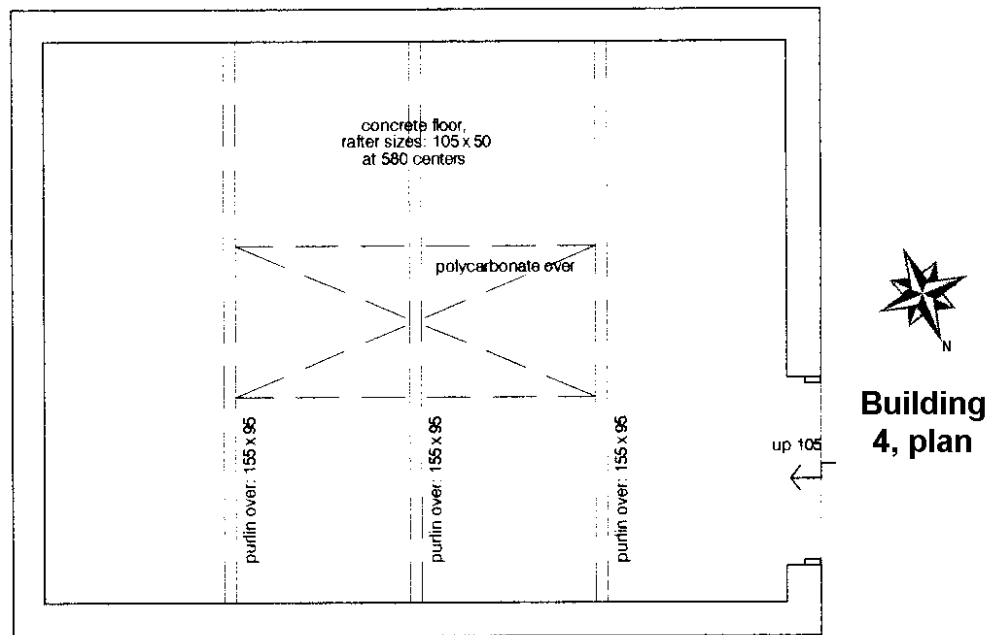 concrete floor,
rafter sizes: 105 x 50
at 580 centers
polycarbonate over
N
Building
4, plan
up 105
purlin over: 155 x 95
purlin over: 155 x 95
purlin over: 155 x 95